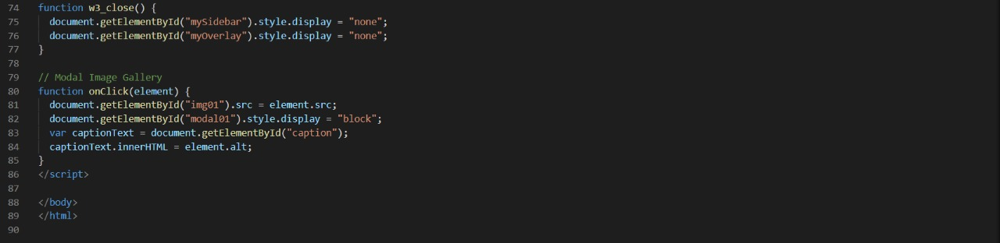 74 function w3_close() {
75   document.getElementById("mySidebar").style.display = "none";
76   document.getElementById("myOverlay").style.display = "none";
77 }
78
79 // Modal Image Gallery
80 function onClick(element) {
81   document.getElementById("img01").src = element.src;
82   document.getElementById("modal01").style.display = "block";
83   var captionText = document.getElementById("caption");
84   captionText.innerHTML = element.alt;
85 }
86 </script>
87
88 </body>
89 </html>
90